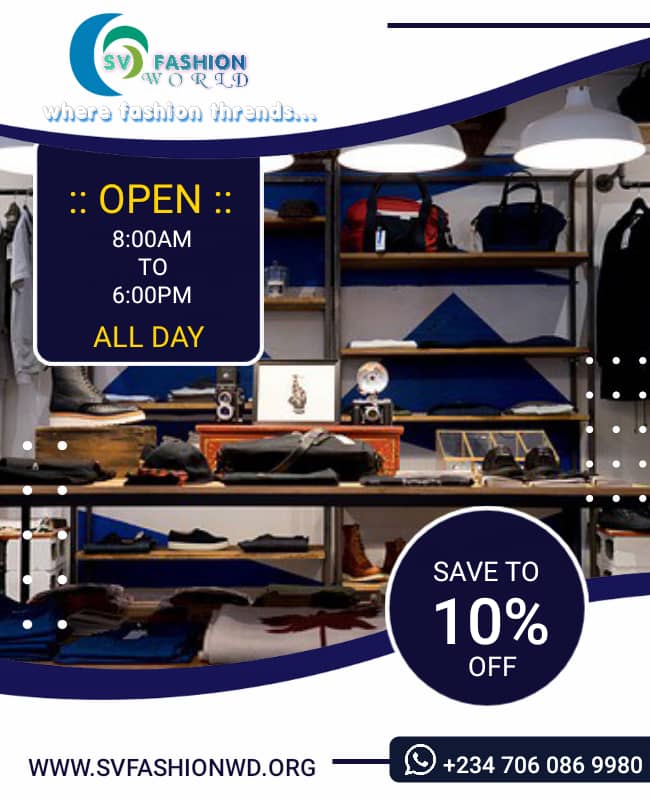 SV FASHION
WORLD
where fashion thrends...
:: OPEN ::
8:00AM
TO
6:00PM
ALL DAY
SAVE TO
10%
OFF
WWW.SVFASHIONWD.ORG
+234 706 086 9980